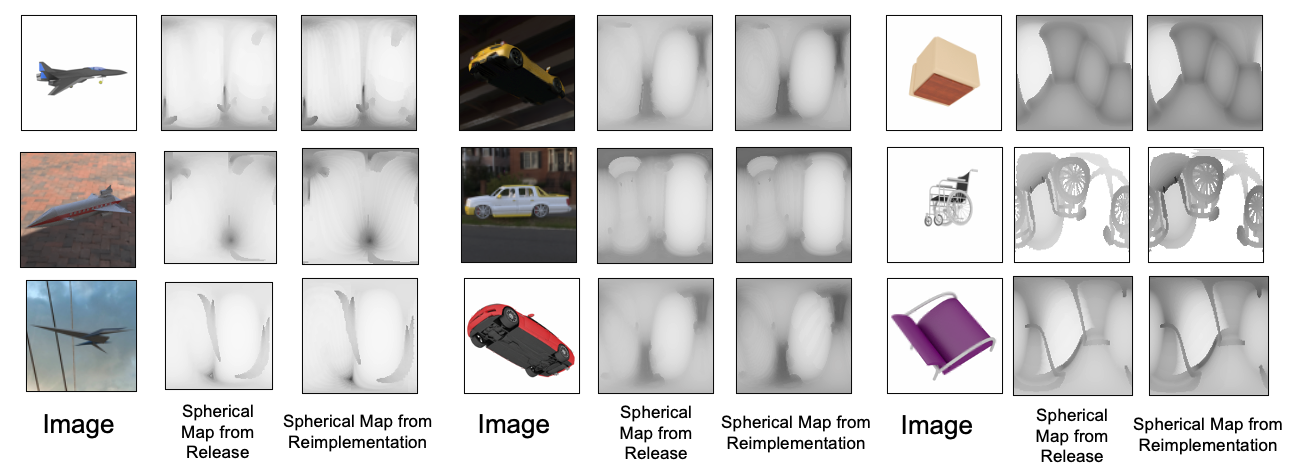 Image
Spherical
Map from
Release
Spherical Map from
Reimplementation
Image
Spherical
Map from
Release
Spherical Map from
Reimplementation
Image
Spherical
Map from
Release
Spherical Map from
Reimplementation